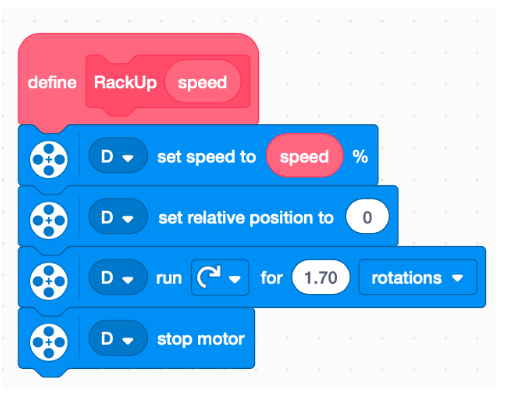 define RackUp speed
D set speed to speed %
D set relative position to 0
D run for 1.70 rotations
D stop motor